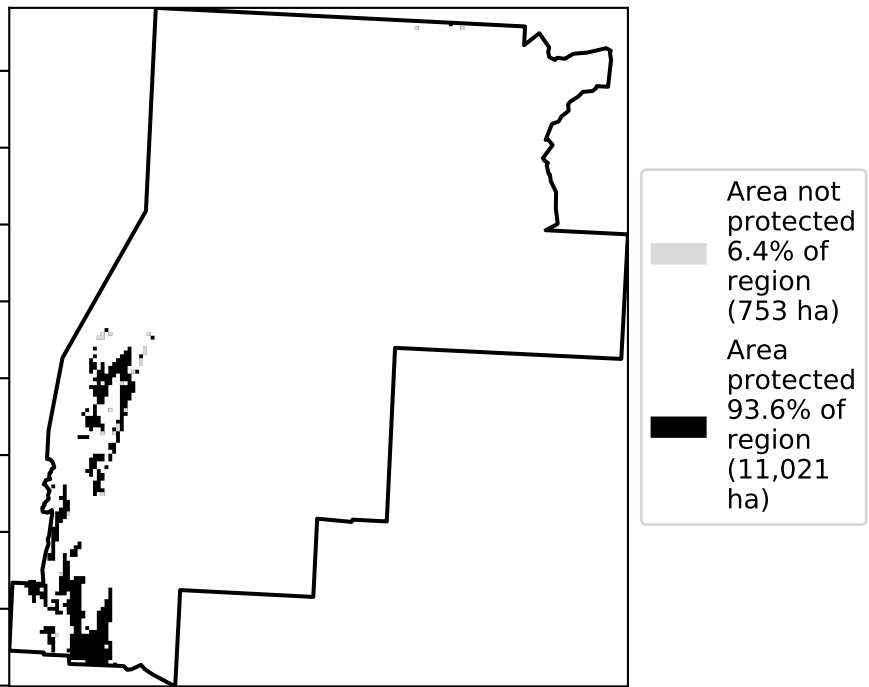 Area not
protected
6.4% of
region
(753 ha)
Area
protected
93.6% of
region
(11,021
ha)